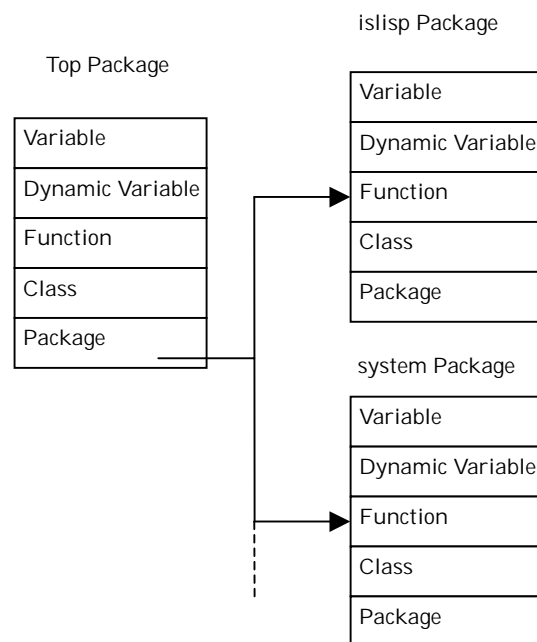 Top Package
Variable
Dynamic Variable
Function
Class
Package
islisp Package
Variable
Dynamic Variable
Function
Class
Package
system Package
Variable
Dynamic Variable
Function
Class
Package